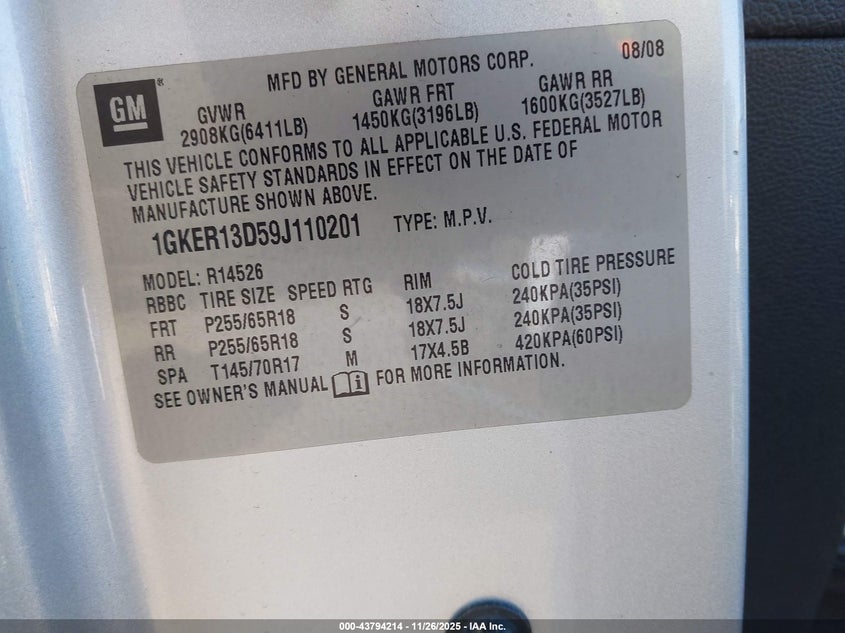 GM®
MFD BY GENERAL MOTORS CORP. 08/08
GVWR GAWR FRT GAWR RR
2908KG(6411LB) 1450KG(3196LB) 1600KG(3527LB)
THIS VEHICLE CONFORMS TO ALL APPLICABLE U.S. FEDERAL MOTOR
VEHICLE SAFETY STANDARDS IN EFFECT ON THE DATE OF
MANUFACTURE SHOWN ABOVE.
1GKER13D59J110201 TYPE: M.P.V.
MODEL: R14526
RBBC TIRE SIZE SPEED RTG RIM COLD TIRE PRESSURE
FRT P255/65R18 S 18X7.5J 240KPA(35PSI)
RR P255/65R18 S 18X7.5J 240KPA(35PSI)
SPA T145/70R17 M 17X4.5B 420KPA(60PSI)
SEE OWNER'S MANUAL i FOR MORE INFORMATION.
000-43794214 - 11/26/2025 - IAA Inc.